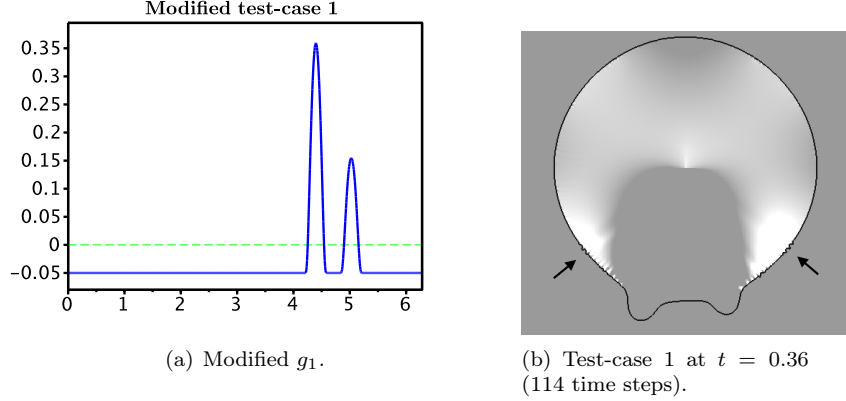 Modified test-case 1
0.35
0.3
0.25
0.2
0.15
0.1
0.05
0
−0.05
0 1 2 3 4 5 6
(a) Modified g₁.
(b) Test-case 1 at t = 0.36
(114 time steps).